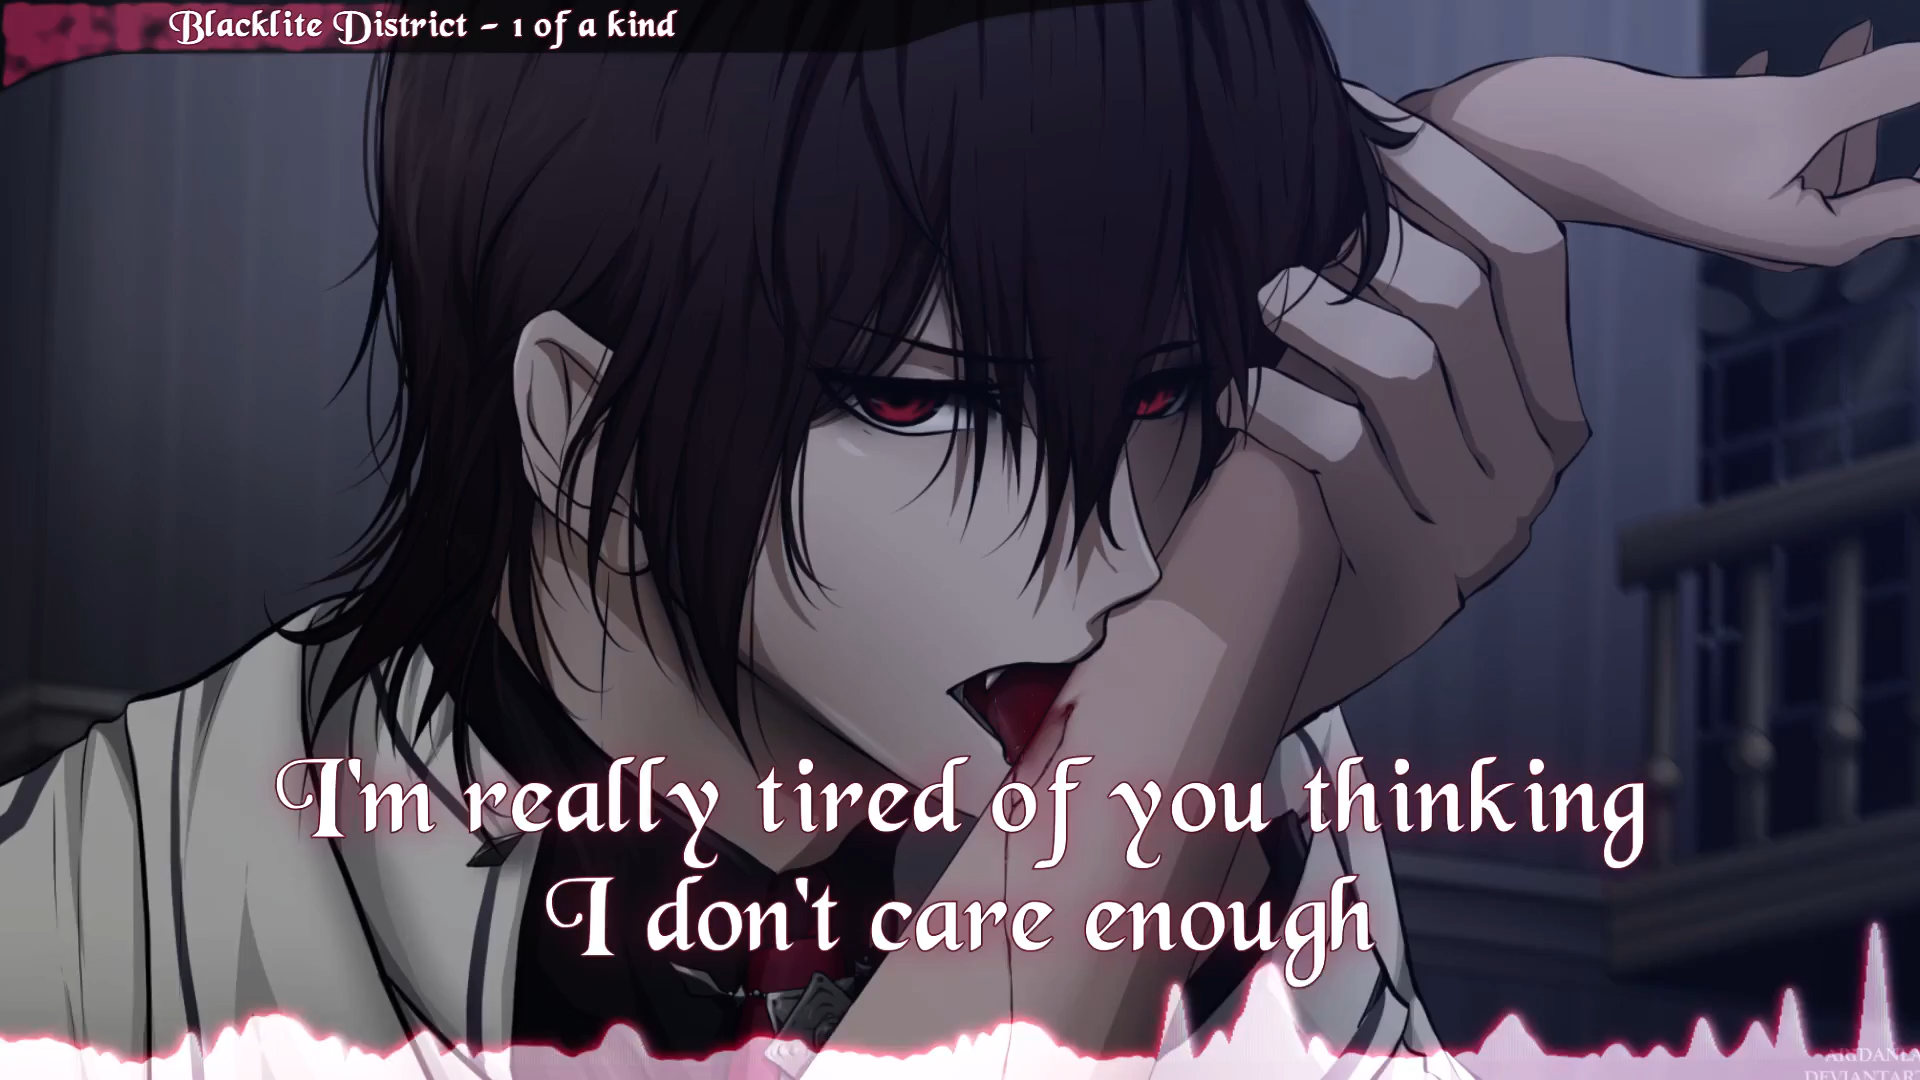 Blacklite District - 1 of a kind
I'm really tired of you thinking
I don't care enough